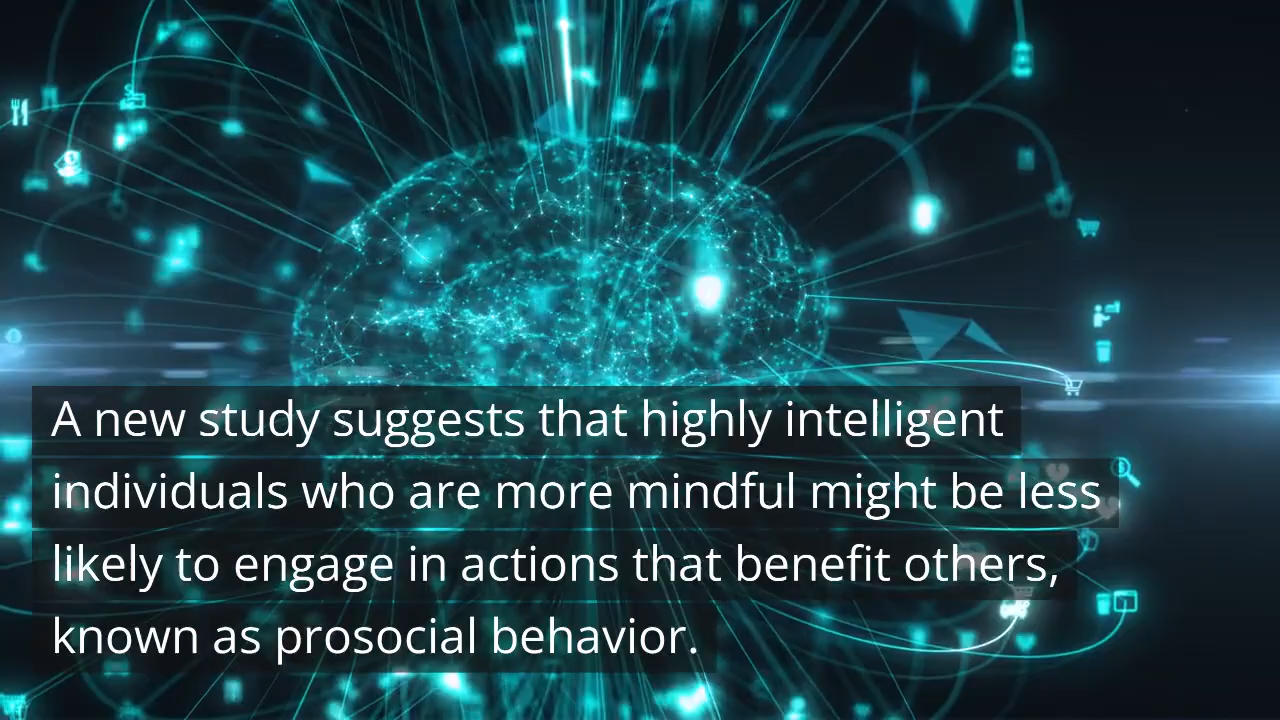 A new study suggests that highly intelligent
individuals who are more mindful might be less
likely to engage in actions that benefit others,
known as prosocial behavior.